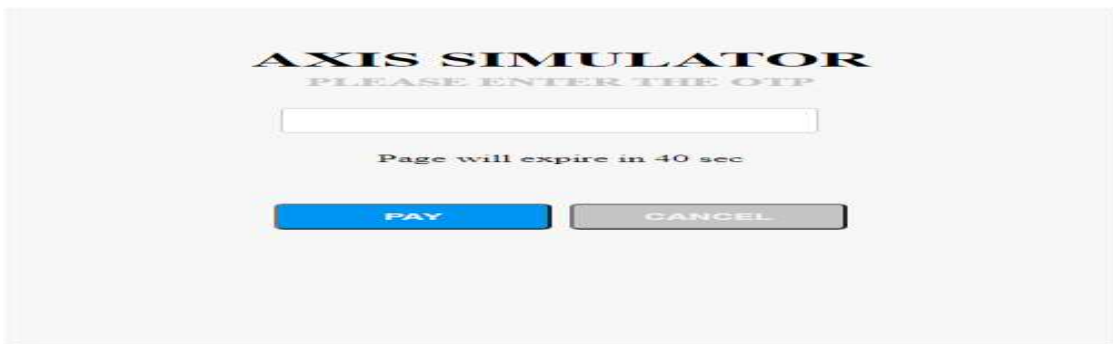 AXIS SIMULATOR
PLEASE ENTER THE OTP
Page will expire in 40 sec
PAY CANCEL